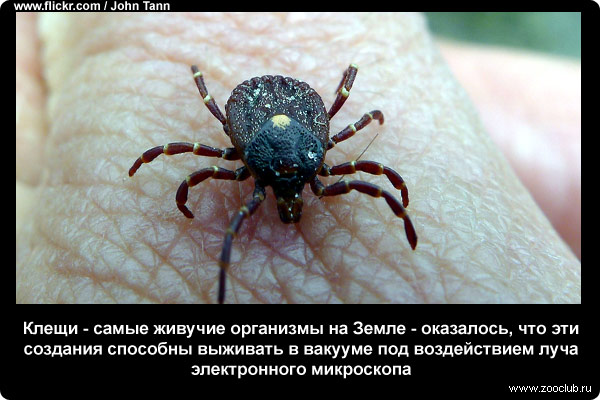 www.flickr.com / John Tann
Клещи - самые живучие организмы на Земле - оказалось, что эти
создания способны выживать в вакууме под воздействием луча
электронного микроскопа
www.zooclub.ru